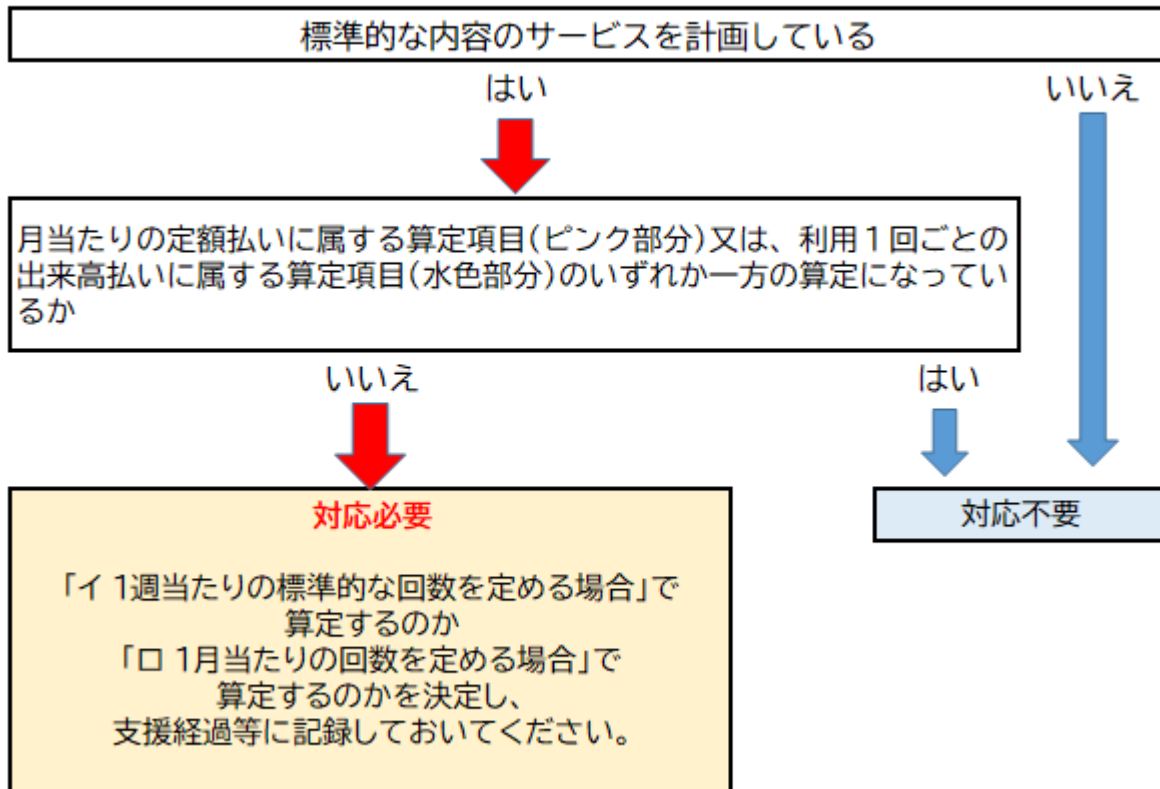 標準的な内容のサービスを計画している
はい
いいえ
月当たりの定額払いに属する算定項目(ピンク部分)又は、利用１回ごとの
出来高払いに属する算定項目(水色部分)のいずれか一方の算定になってい
るか
いいえ
はい
対応必要
対応不要
「イ 1週当たりの標準的な回数を定める場合」で
算定するのか
「ロ 1月当たりの回数を定める場合」で
算定するのかを決定し、
支援経過等に記録しておいてください。